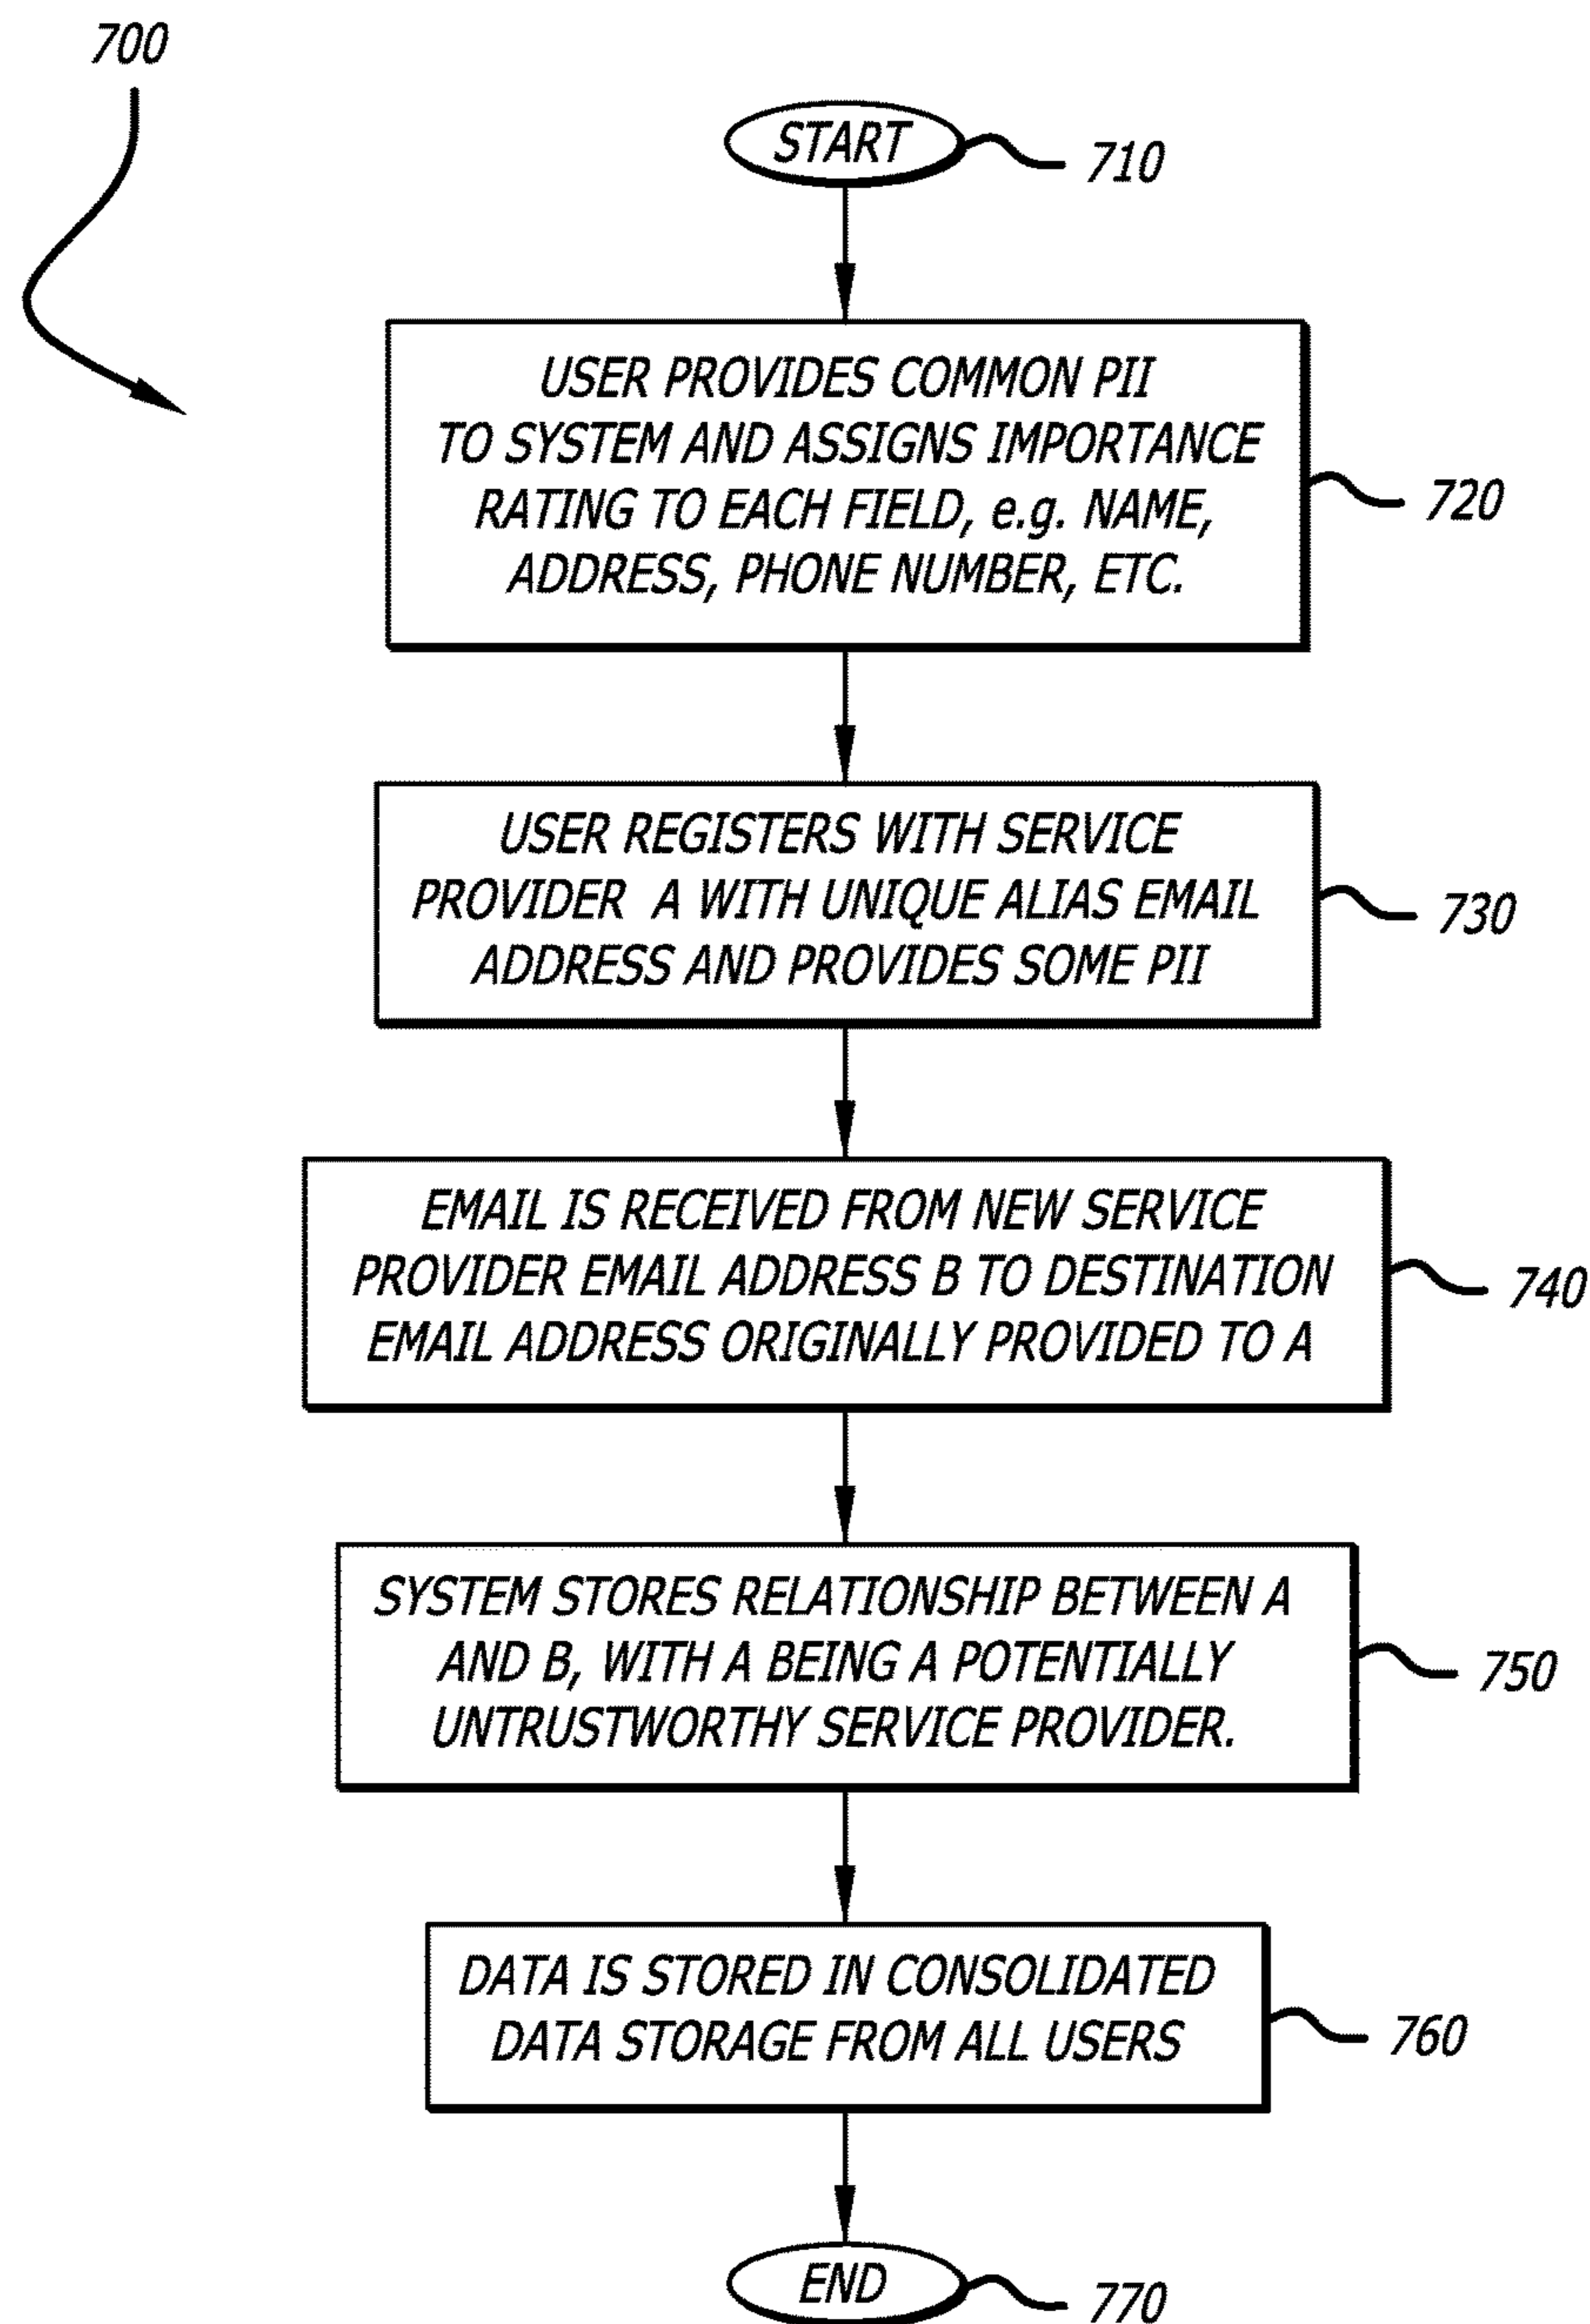 700
START
710
USER PROVIDES COMMON PII
TO SYSTEM AND ASSIGNS IMPORTANCE
RATING TO EACH FIELD, e.g. NAME,
ADDRESS, PHONE NUMBER, ETC.
720
USER REGISTERS WITH SERVICE
PROVIDER A WITH UNIQUE ALIAS EMAIL
ADDRESS AND PROVIDES SOME PII
730
EMAIL IS RECEIVED FROM NEW SERVICE
PROVIDER EMAIL ADDRESS B TO DESTINATION
EMAIL ADDRESS ORIGINALLY PROVIDED TO A
740
SYSTEM STORES RELATIONSHIP BETWEEN A
AND B, WITH A BEING A POTENTIALLY
UNTRUSTWORTHY SERVICE PROVIDER.
750
DATA IS STORED IN CONSOLIDATED
DATA STORAGE FROM ALL USERS
760
END
770